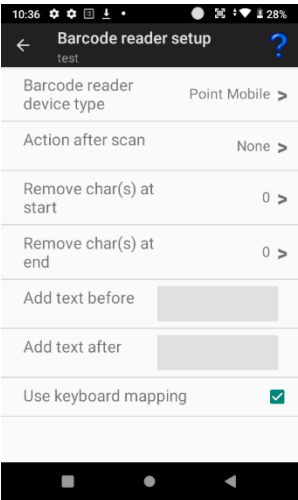 10:36 28%
← Barcode reader setup ?
test
Barcode reader
device type Point Mobile >
Action after scan None >
Remove char(s) at
start 0 >
Remove char(s) at
end 0 >
Add text before
Add text after
Use keyboard mapping